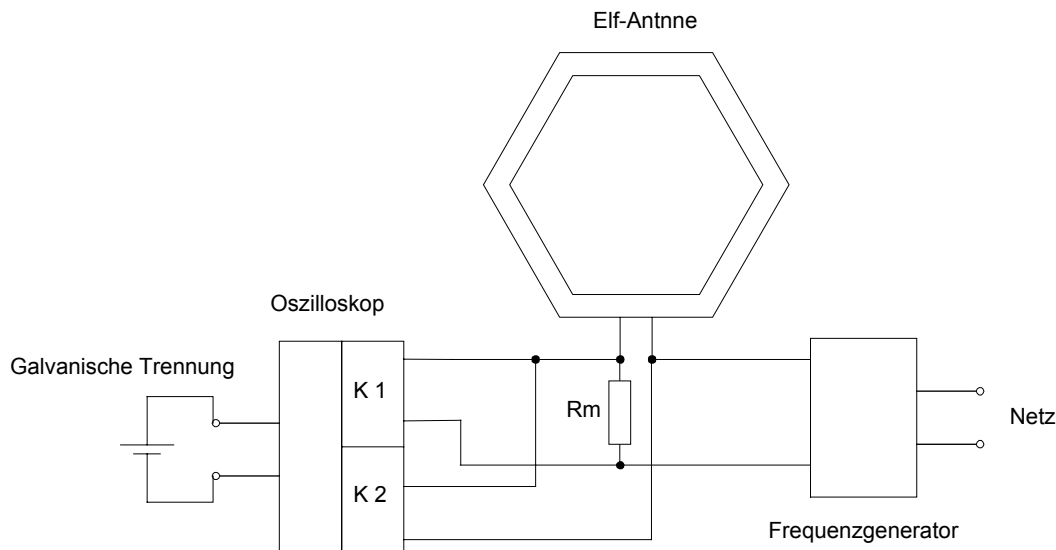 Elf-Antnne
Oszilloskop
Galvanische Trennung
K 1
Rm
Netz
K 2
Frequenzgenerator